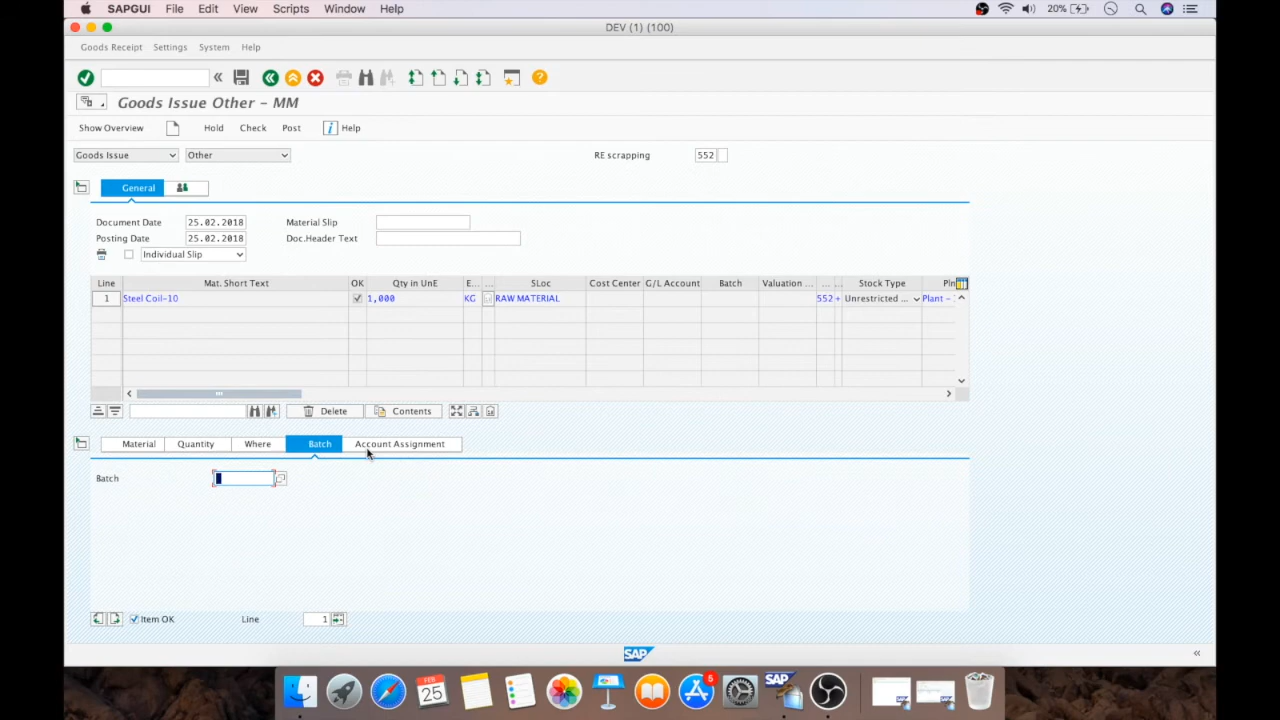 SAPGUI File Edit View Scripts Window Help 20%
DEV (1) (100)
Goods Receipt Settings System Help
Goods Issue Other - MM
Show Overview Hold Check Post Help
Goods Issue Other RE scrapping 552
General
Document Date 25.02.2018 Material Slip
Posting Date 25.02.2018 Doc.Header Text
Individual Slip
Line Mat. Short Text OK Qty in UnE E... ... SLoc Cost Center G/L Account Batch Valuation ... ... ... Stock Type Pln
1 Steel Coil-10 1,000 KG RAW MATERIAL 552 + Unrestricted ... Plant -
Delete Contents
Material Quantity Where Batch Account Assignment
Batch
Item OK Line 1
SAP
FEB
25
6
SAP